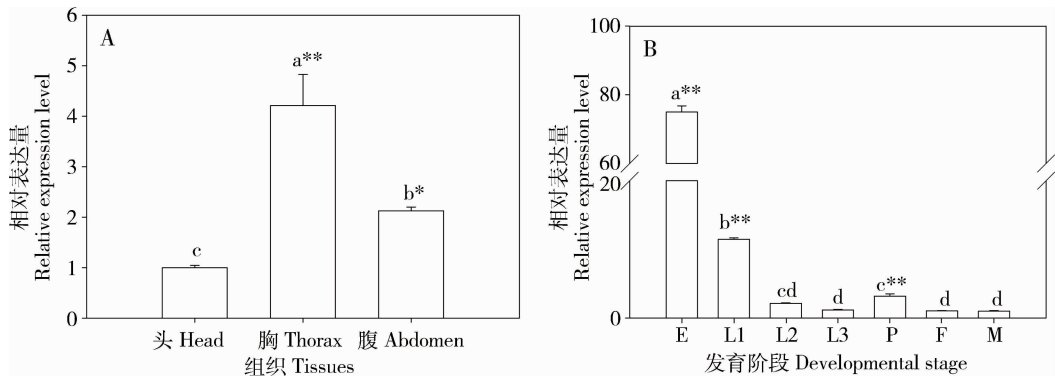 A
相对表达量
Relative expression level
6
5
4
3
2
1
0
c
a**
b*
头 Head
胸 Thorax
腹 Abdomen
组织 Tissues
B
相对表达量
Relative expression level
100
80
60
20
0
a**
b**
cd
d
c**
d
d
E
L1
L2
L3
P
F
M
发育阶段 Developmental stage